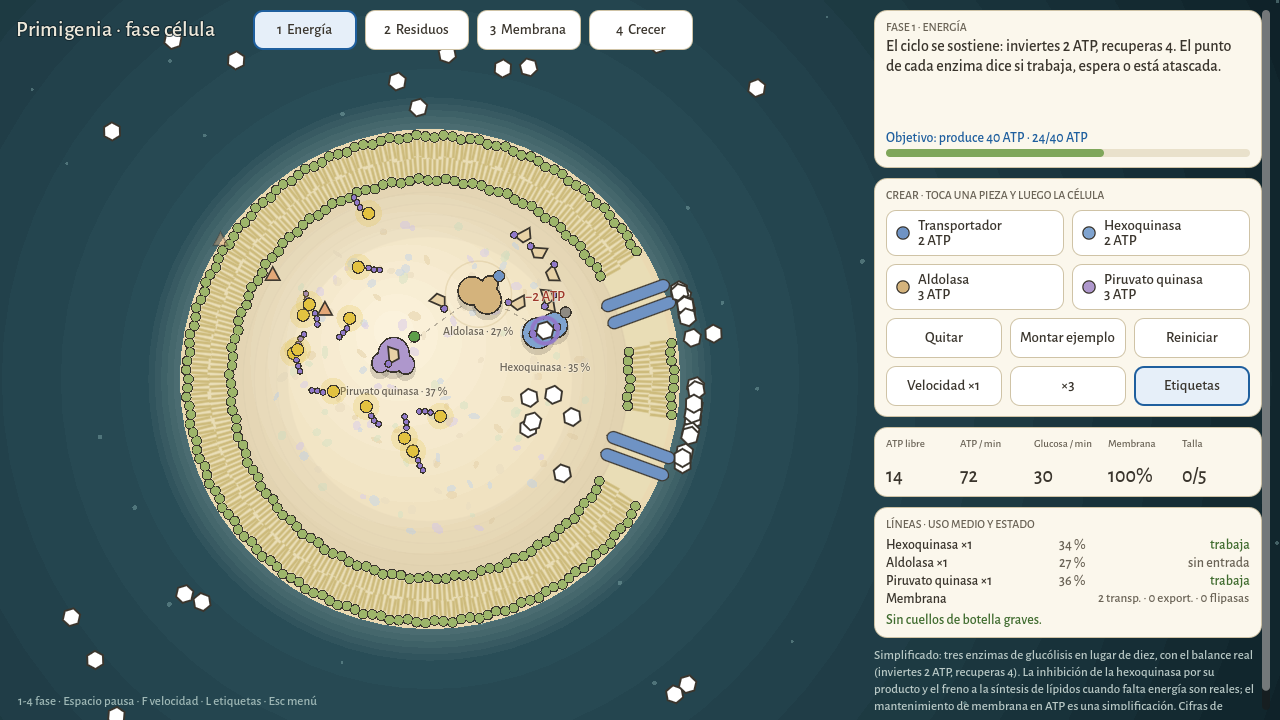 Primigenia · fase célula
1 Energía
2 Residuos
3 Membrana
4 Crecer
FASE 1 · ENERGÍA
El ciclo se sostiene: inviertes 2 ATP, recuperas 4. El punto
de cada enzima dice si trabaja, espera o está atascada.
Objetivo: produce 40 ATP · 24/40 ATP
CREAR · TOCA UNA PIEZA Y LUEGO LA CÉLULA
Transportador
2 ATP
Hexoquinasa
2 ATP
Aldolasa
3 ATP
Piruvato quinasa
3 ATP
Quitar
Montar ejemplo
Reiniciar
Velocidad ×1
×3
Etiquetas
ATP libre
ATP / min
Glucosa / min
Membrana
Talla
14
72
30
100%
0/5
LÍNEAS · USO MEDIO Y ESTADO
Hexoquinasa ×1 34 % trabaja
Aldolasa ×1 27 % sin entrada
Piruvato quinasa ×1 36 % trabaja
Membrana 2 transp. · 0 export. · 0 flipasas
Sin cuellos de botella graves.
Simplificado: tres enzimas de glucólisis en lugar de diez, con el balance real
(inviertes 2 ATP, recuperas 4). La inhibición de la hexoquinasa por su
producto y el freno a la síntesis de lípidos cuando falta energía son reales; el
mantenimiento de membrana en ATP es una simplificación. Cifras de
−2 ATP
Aldolasa · 27 %
Hexoquinasa · 35 %
Piruvato quinasa · 37 %
1-4 fase · Espacio pausa · F velocidad · L etiquetas · Esc menú